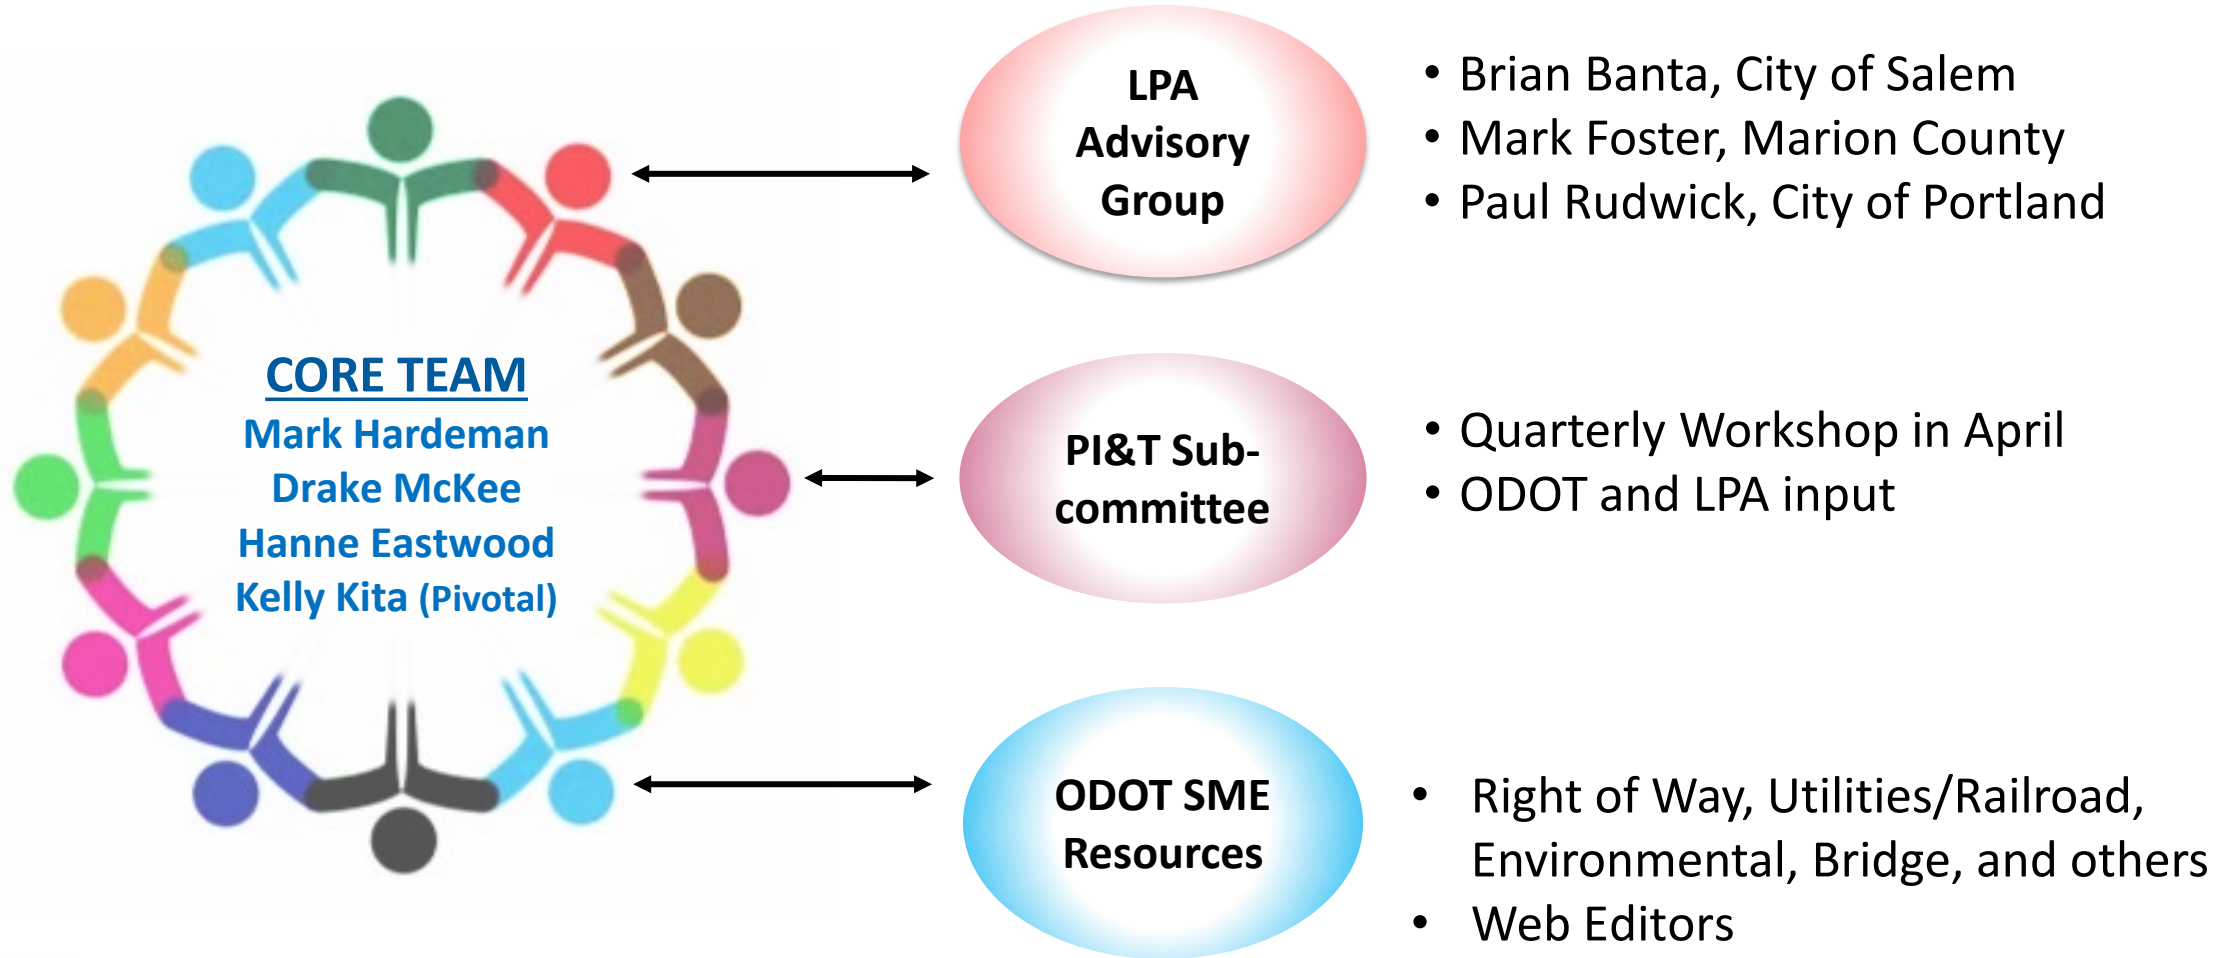 CORE TEAM
Mark Hardeman
Drake McKee
Hanne Eastwood
Kelly Kita (Pivotal)
LPA
Advisory
Group
• Brian Banta, City of Salem
• Mark Foster, Marion County
• Paul Rudwick, City of Portland
PI&T Sub-
committee
• Quarterly Workshop in April
• ODOT and LPA input
ODOT SME
Resources
• Right of Way, Utilities/Railroad,
Environmental, Bridge, and others
• Web Editors